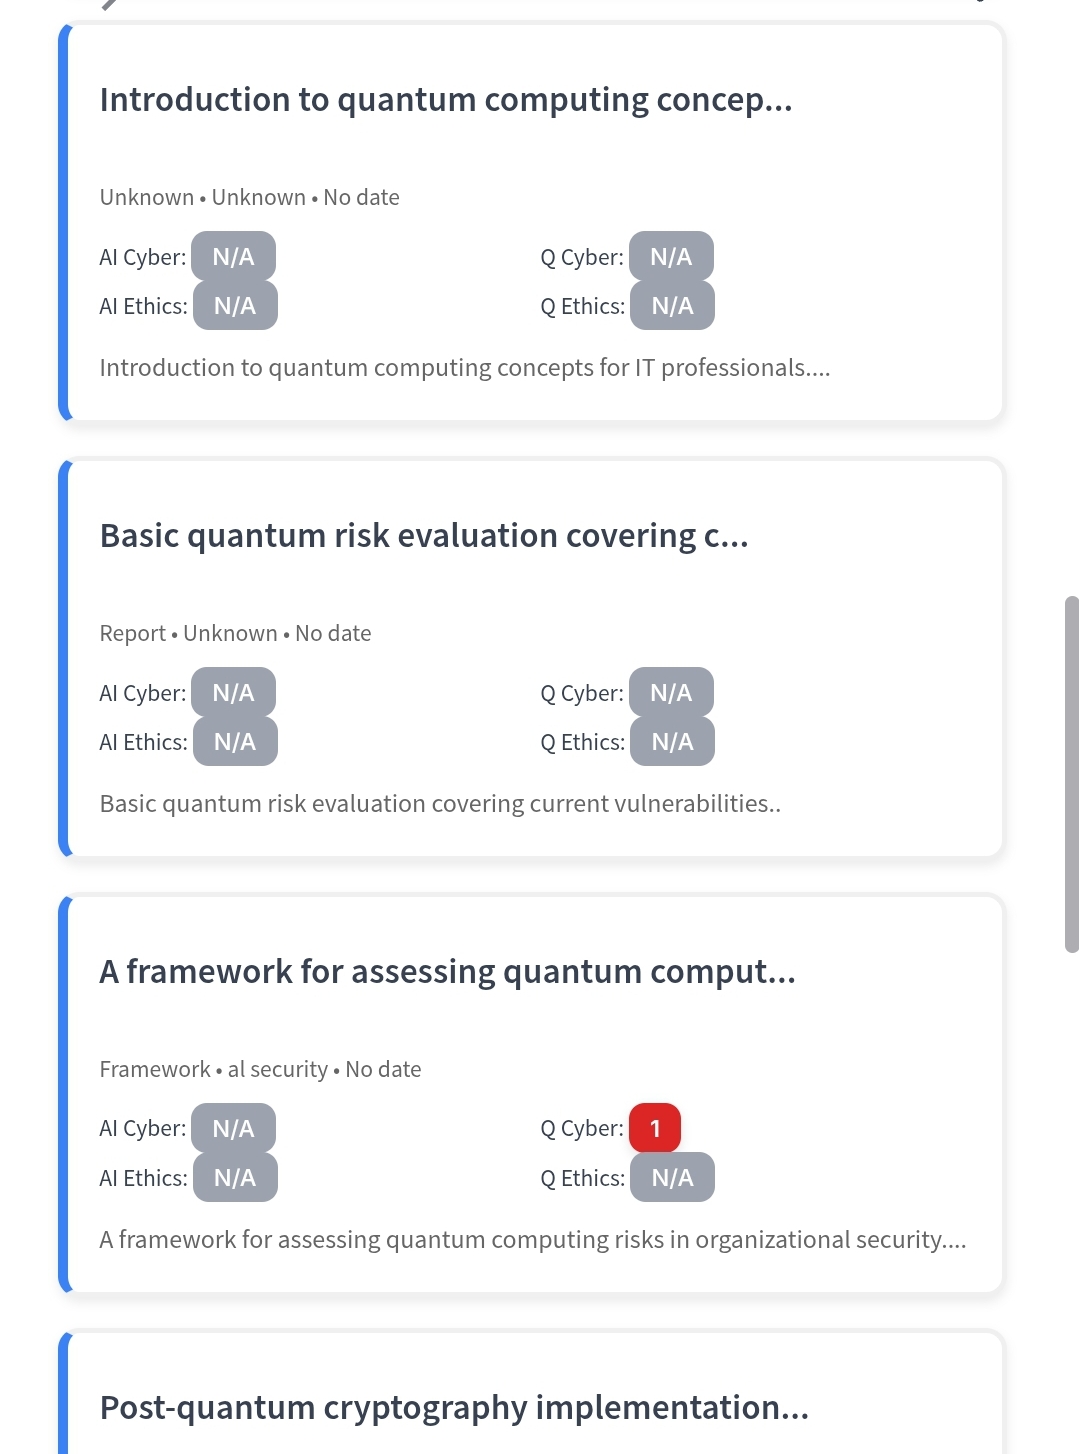 Introduction to quantum computing concep...
Unknown • Unknown • No date
AI Cyber: N/A Q Cyber: N/A
AI Ethics: N/A Q Ethics: N/A
Introduction to quantum computing concepts for IT professionals....
Basic quantum risk evaluation covering c...
Report • Unknown • No date
AI Cyber: N/A Q Cyber: N/A
AI Ethics: N/A Q Ethics: N/A
Basic quantum risk evaluation covering current vulnerabilities..
A framework for assessing quantum comput...
Framework • al security • No date
AI Cyber: N/A Q Cyber: 1
AI Ethics: N/A Q Ethics: N/A
A framework for assessing quantum computing risks in organizational security....
Post-quantum cryptography implementation...